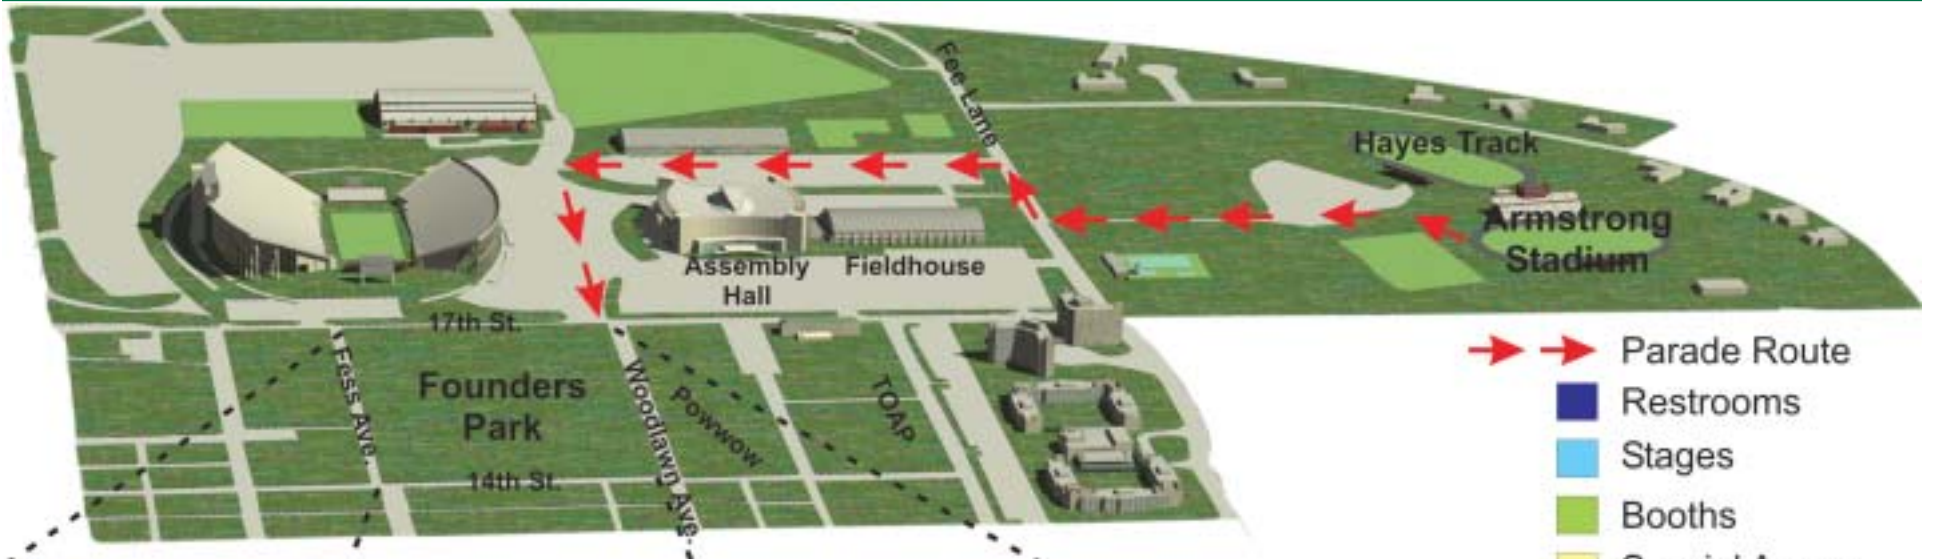 Fee Lane
Hayes Track
Armstrong
Stadium
Assembly
Hall
Fieldhouse
17th St.
Fess Ave.
Founders
Park
Woodlawn Ave.
Powwow
TOAP
14th St.
Parade Route
Restrooms
Stages
Booths